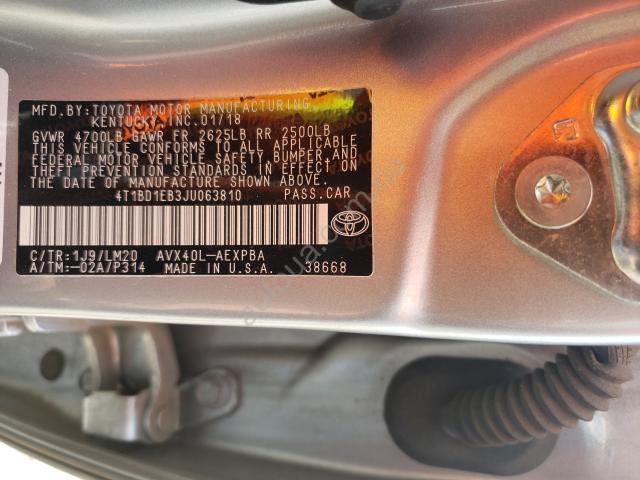 MFD.BY: TOYOTA MOTOR MANUFACTURING,
KENTUCKY, INC. 01/18
GVWR 4700LB GAWR FR 2625LB RR 2500LB
THIS VEHICLE CONFORMS TO ALL APPLICABLE
FEDERAL MOTOR VEHICLE SAFETY, BUMPER, AND
THEFT PREVENTION STANDARDS IN EFFECT ON
THE DATE OF MANUFACTURE SHOWN ABOVE.
4T1BD1EB3JU063810 PASS.CAR
C/TR: 1J9/LM20 AVX40L-AEXPBA
A/TM: -02A/P314 MADE IN U.S.A. 38668
TOYOTA